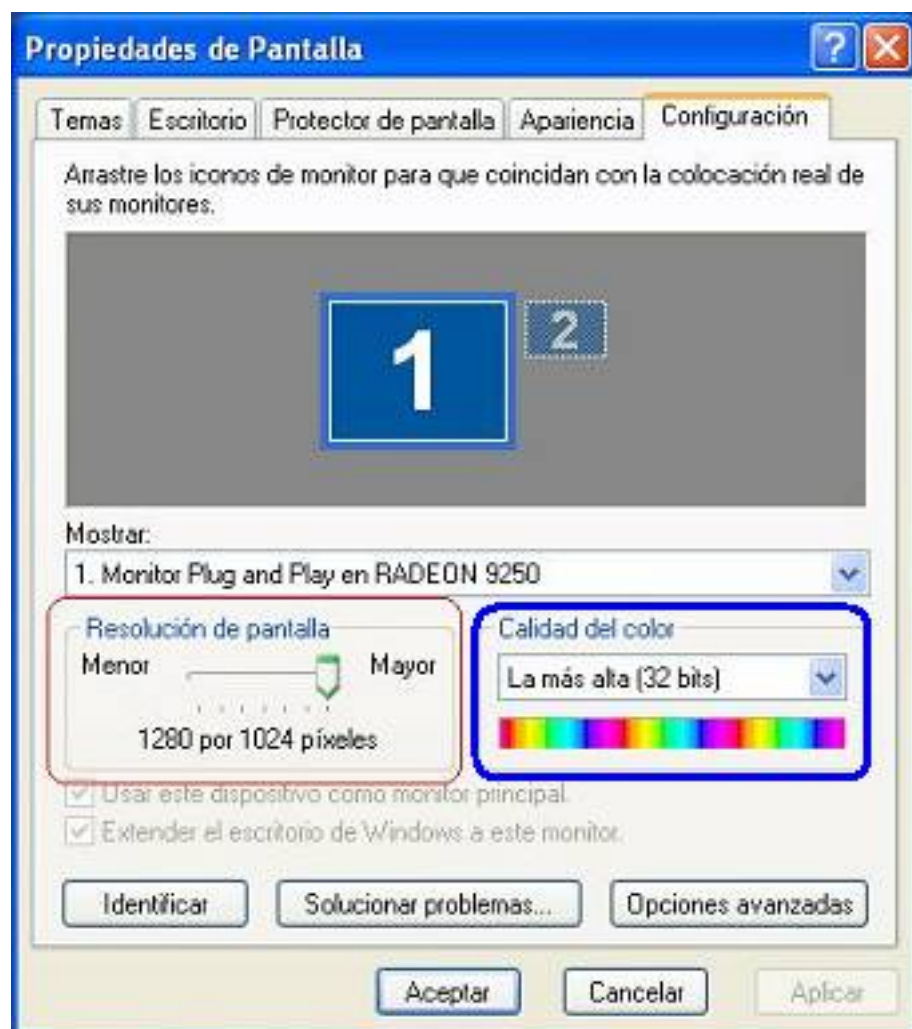 Propiedades de Pantalla
Temas Escritorio Protector de pantalla Apariencia Configuración
Arrastre los iconos de monitor para que coincidan con la colocación real de
sus monitores.
1 2
Mostrar:
1. Monitor Plug and Play en RADEON 9250
Resolución de pantalla Calidad del color
Menor Mayor La más alta (32 bits)
1280 por 1024 píxeles
Usar este dispositivo como monitor principal.
Extender el escritorio de Windows a este monitor.
Identificar Solucionar problemas... Opciones avanzadas
Aceptar Cancelar Aplicar